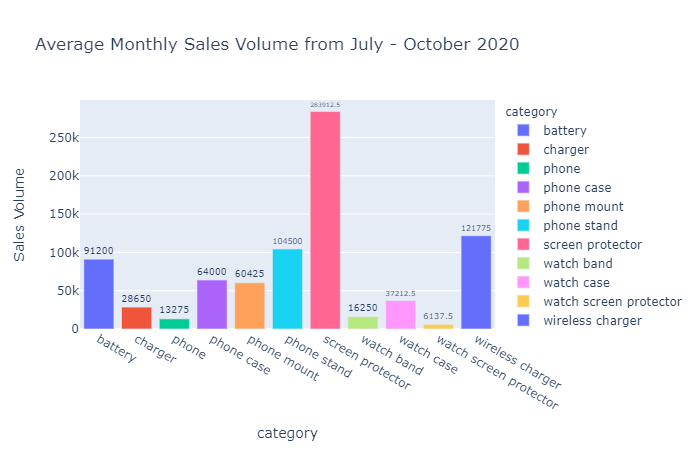 Average Monthly Sales Volume from July - October 2020
category
battery
charger
phone
phone case
phone mount
phone stand
screen protector
watch band
watch case
watch screen protector
wireless charger
Sales Volume
250k
200k
150k
100k
50k
0
91200
28650
13275
64000
60425
104500
283912.5
16250
37212.5
6137.5
121775
battery
charger
phone
phone case
phone mount
phone stand
screen protector
watch band
watch case
watch screen protector
wireless charger
category